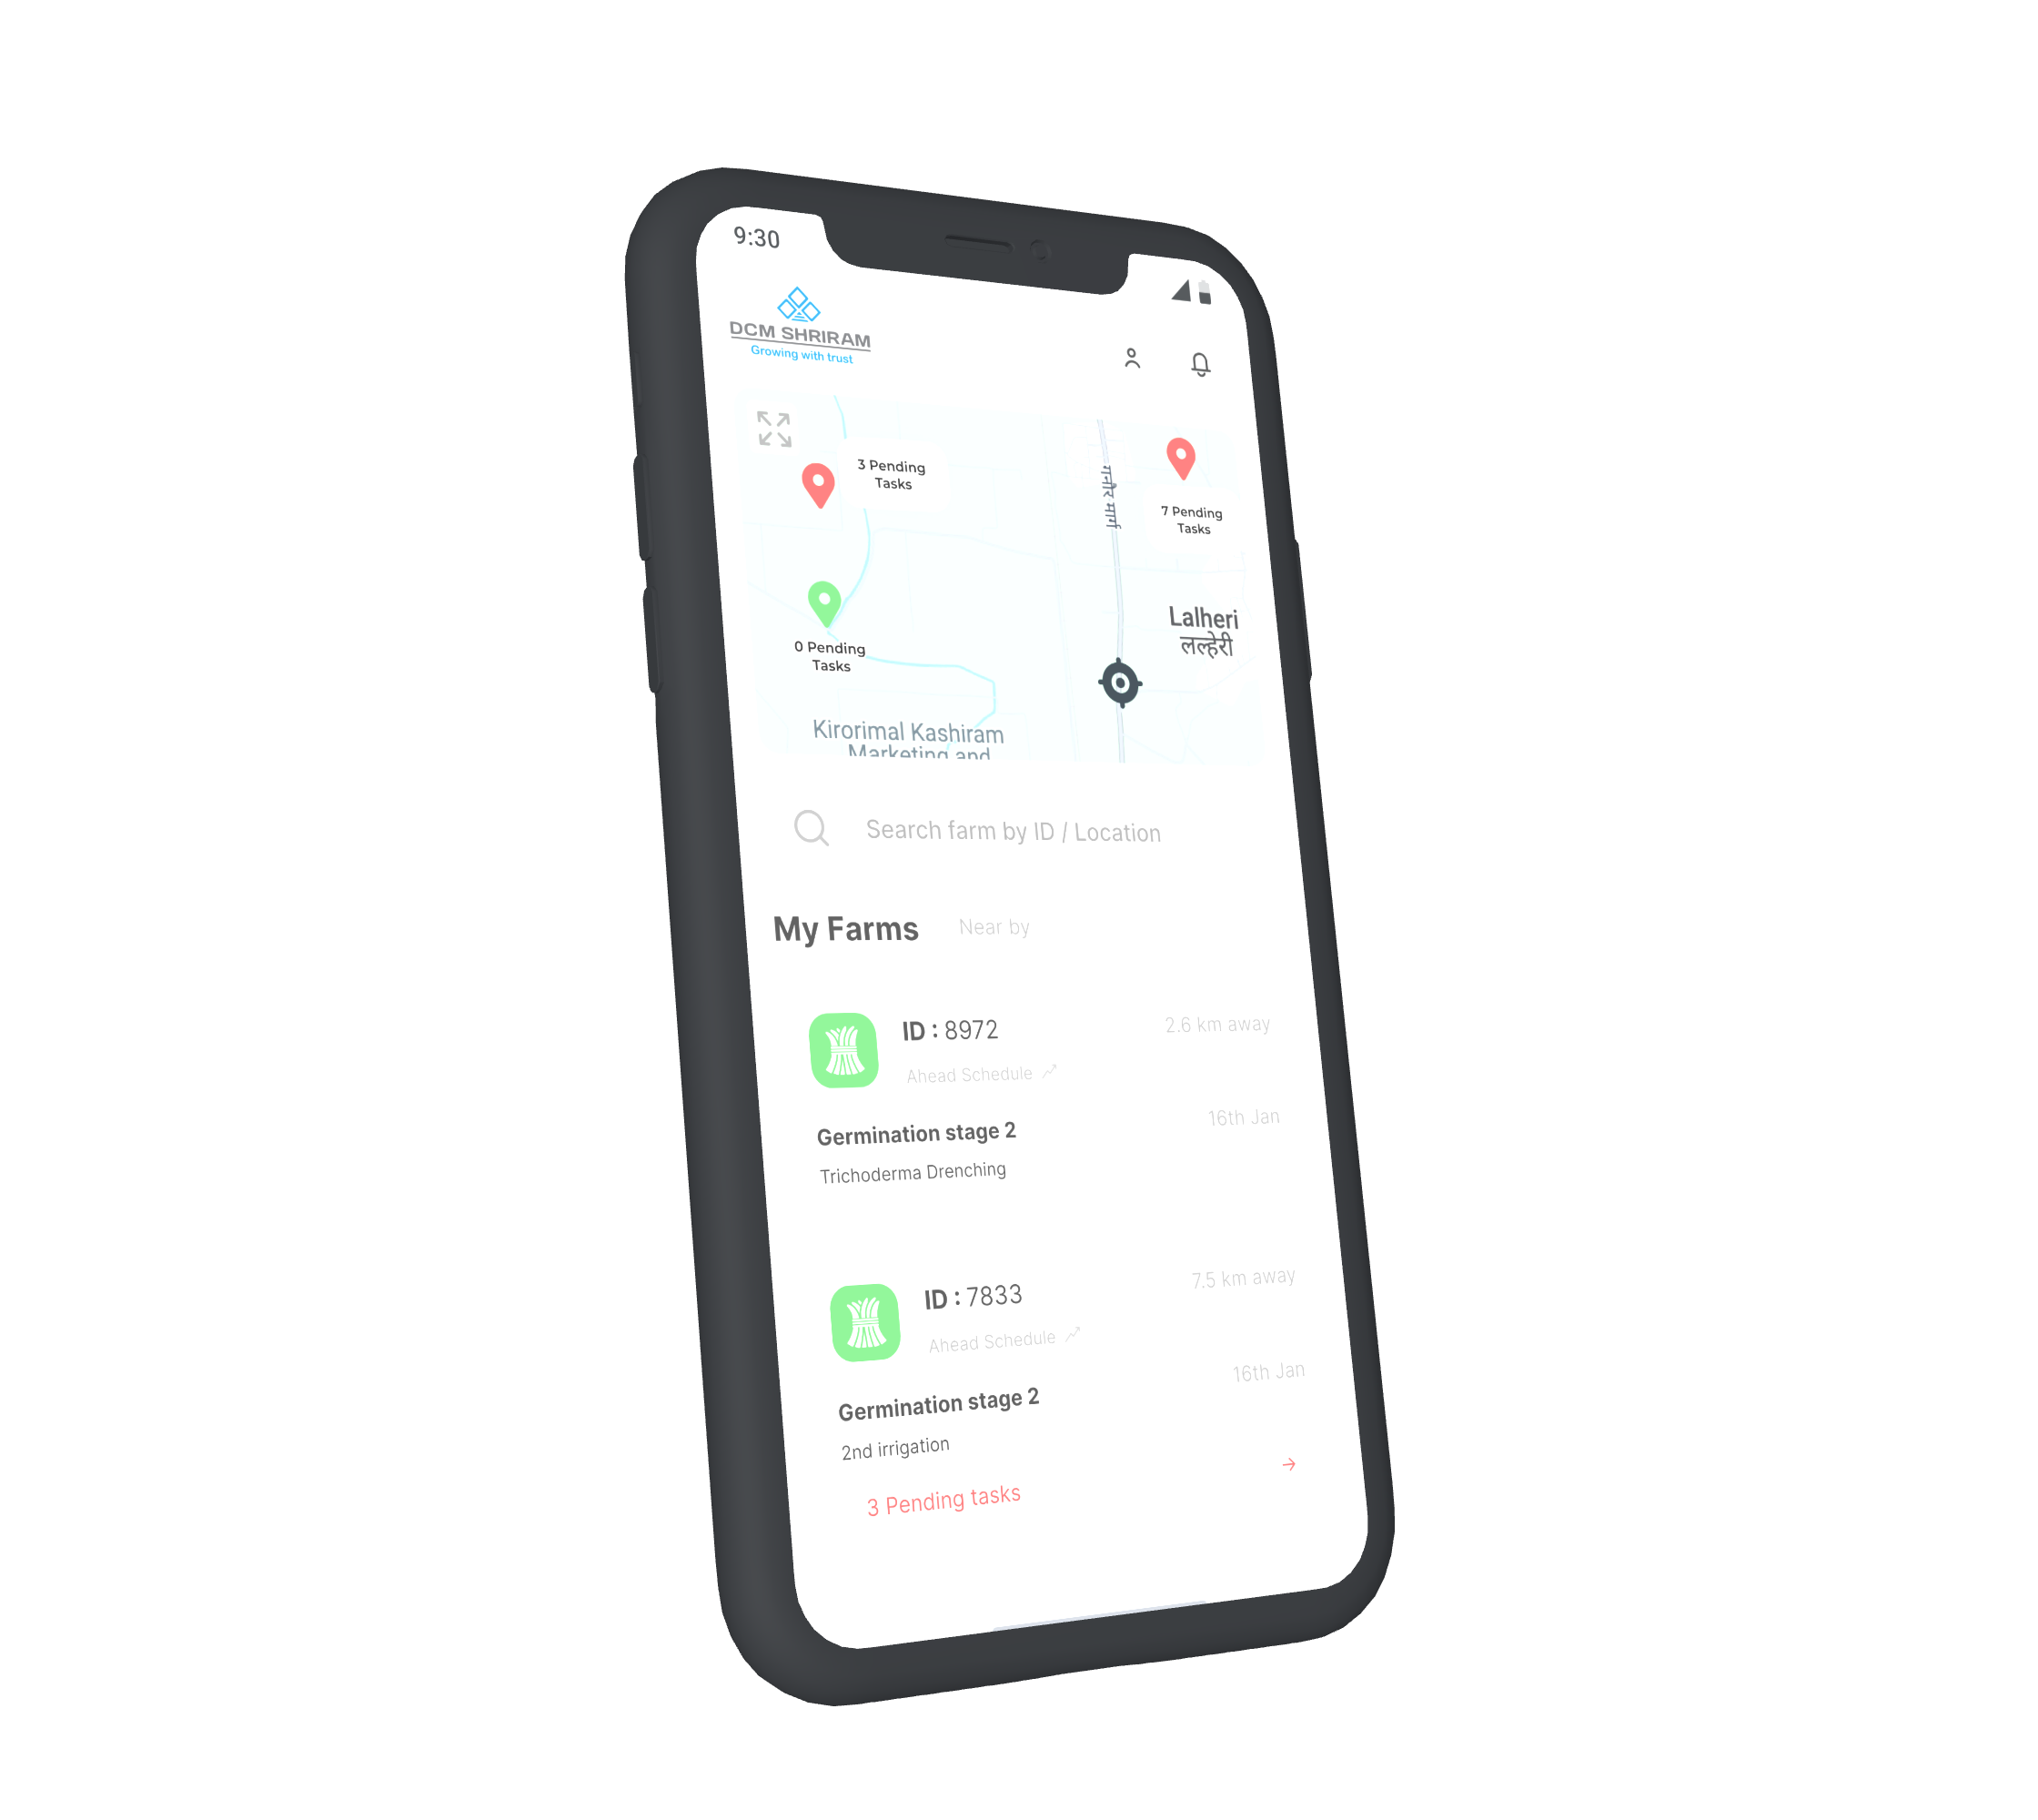 9:30
DCM SHRIRAM
Growing with trust
3 Pending
Tasks
गनौर मार्ग
7 Pending
Tasks
0 Pending
Tasks
Lalheri
लल्हेरी
Kirorimal Kashiram
Marketing and
Search farm by ID / Location
My Farms Near by
ID : 8972 2.6 km away
Ahead Schedule
Germination stage 2 16th Jan
Trichoderma Drenching
ID : 7833 7.5 km away
Ahead Schedule
Germination stage 2 16th Jan
2nd irrigation
3 Pending tasks